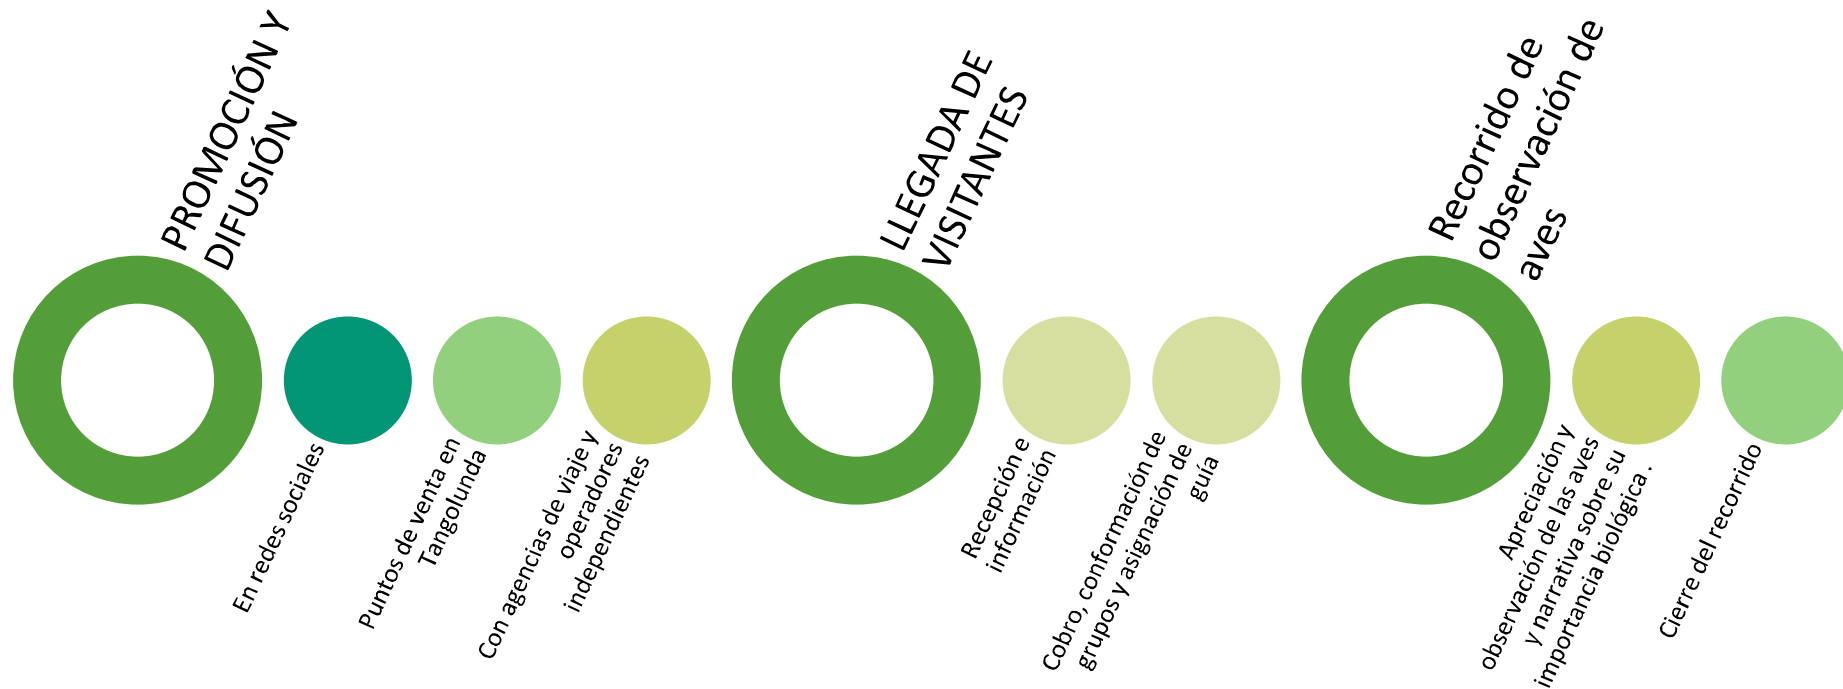 PROMOCIÓN Y
DIFUSIÓN
En redes sociales
Puntos de venta en
Tangolunda
Con agencias de viaje y
operadores
independientes
LLEGADA DE
VISITANTES
Recepción e
información
Cobro, conformación de
grupos y asignación de
guía
Recorrido de
observación de
aves
Apreciación y
observación de las aves
y narrativa sobre su
importancia biológica .
Cierre del recorrido